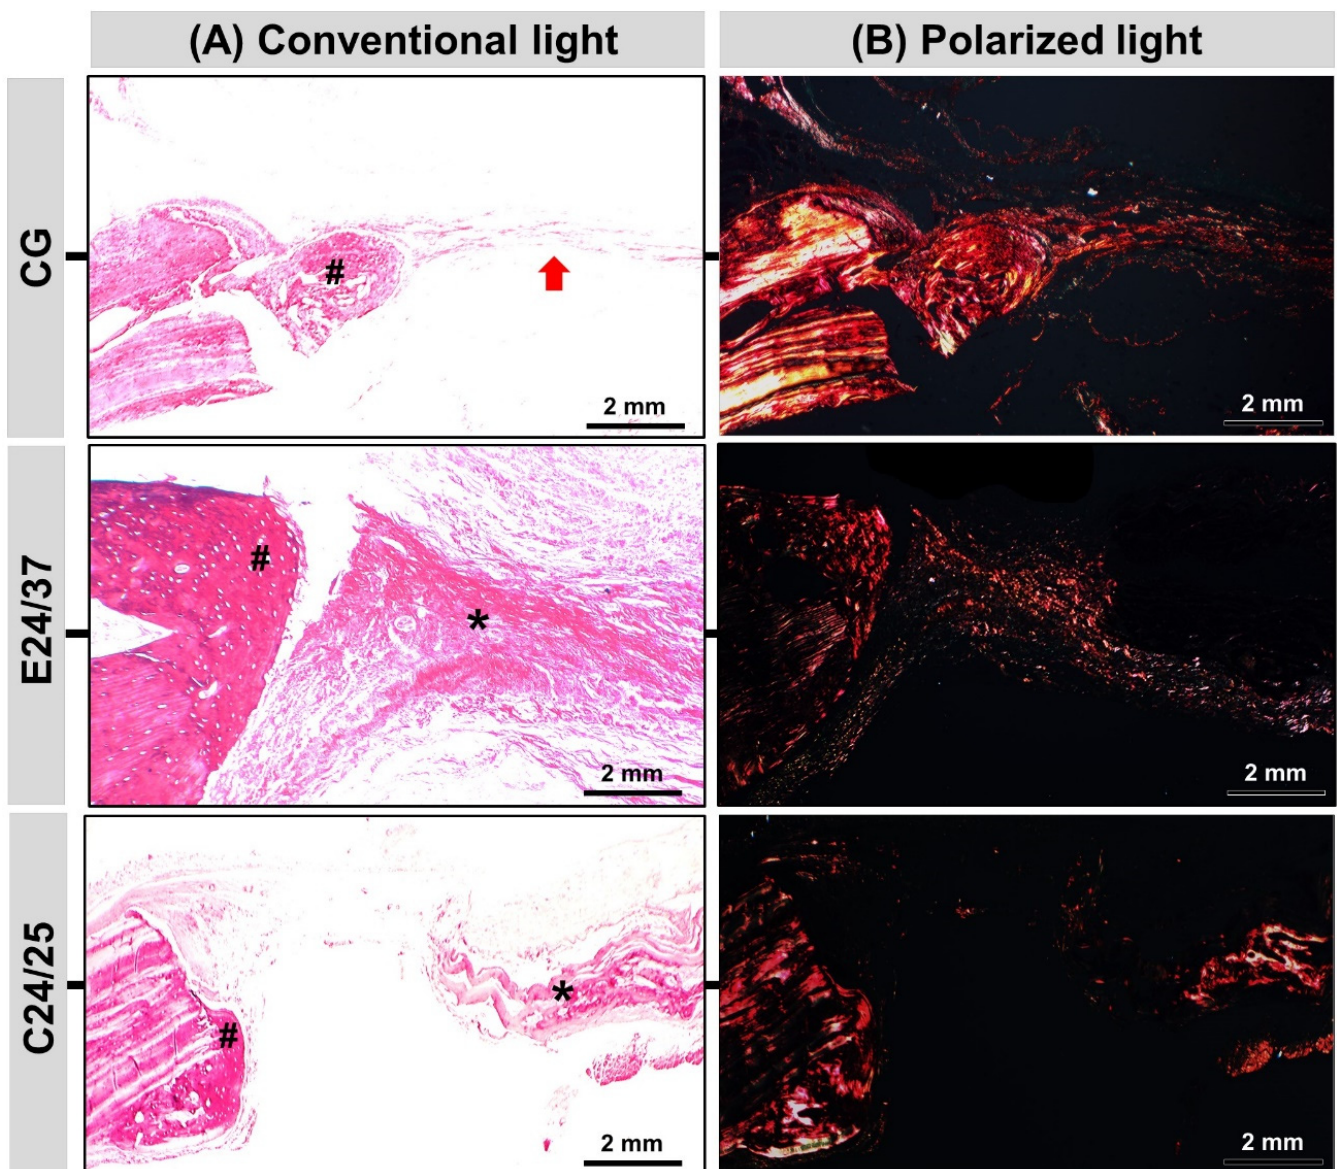 (A) Conventional light
(B) Polarized light
CG
#
2 mm
2 mm
E24/37
#
*
2 mm
2 mm
C24/25
#
*
2 mm
2 mm